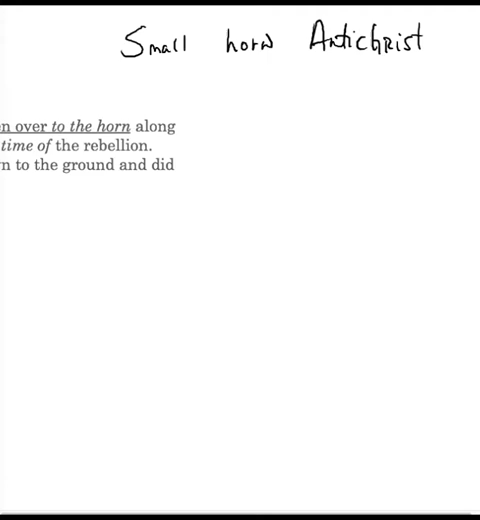 Small horn Antichrist
n over to the horn along
time of the rebellion.
n to the ground and did